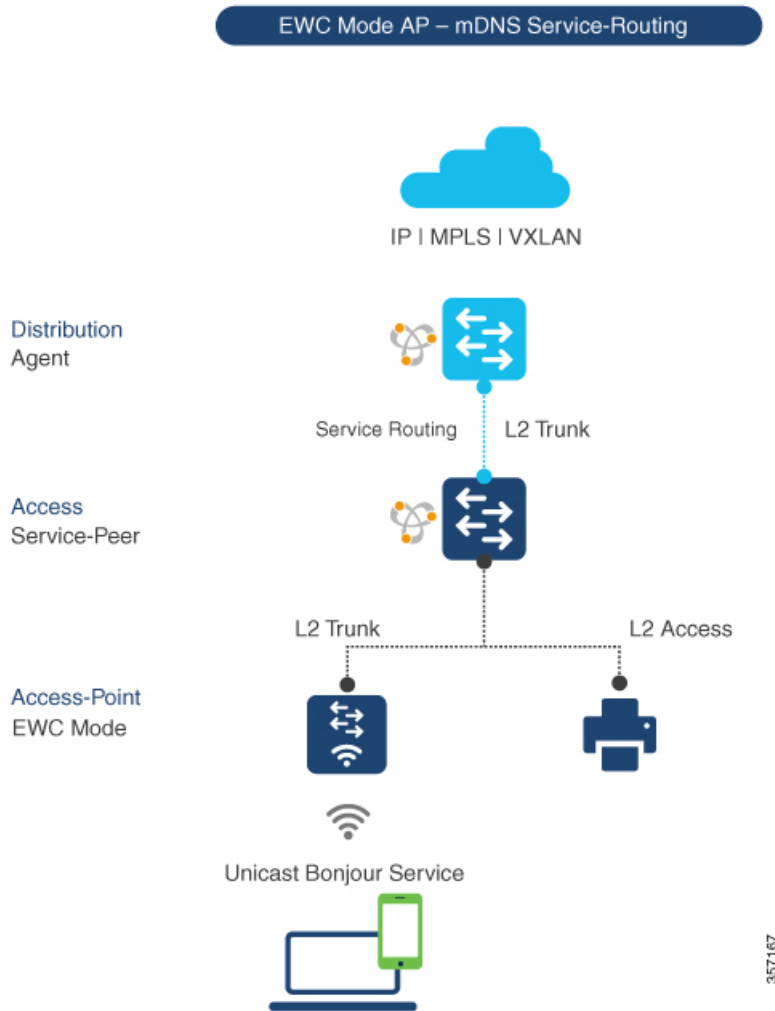 EWC Mode AP – mDNS Service-Routing
IP | MPLS | VXLAN
Distribution
Agent
Service Routing
L2 Trunk
Access
Service-Peer
L2 Trunk
L2 Access
Access-Point
EWC Mode
Unicast Bonjour Service
357167